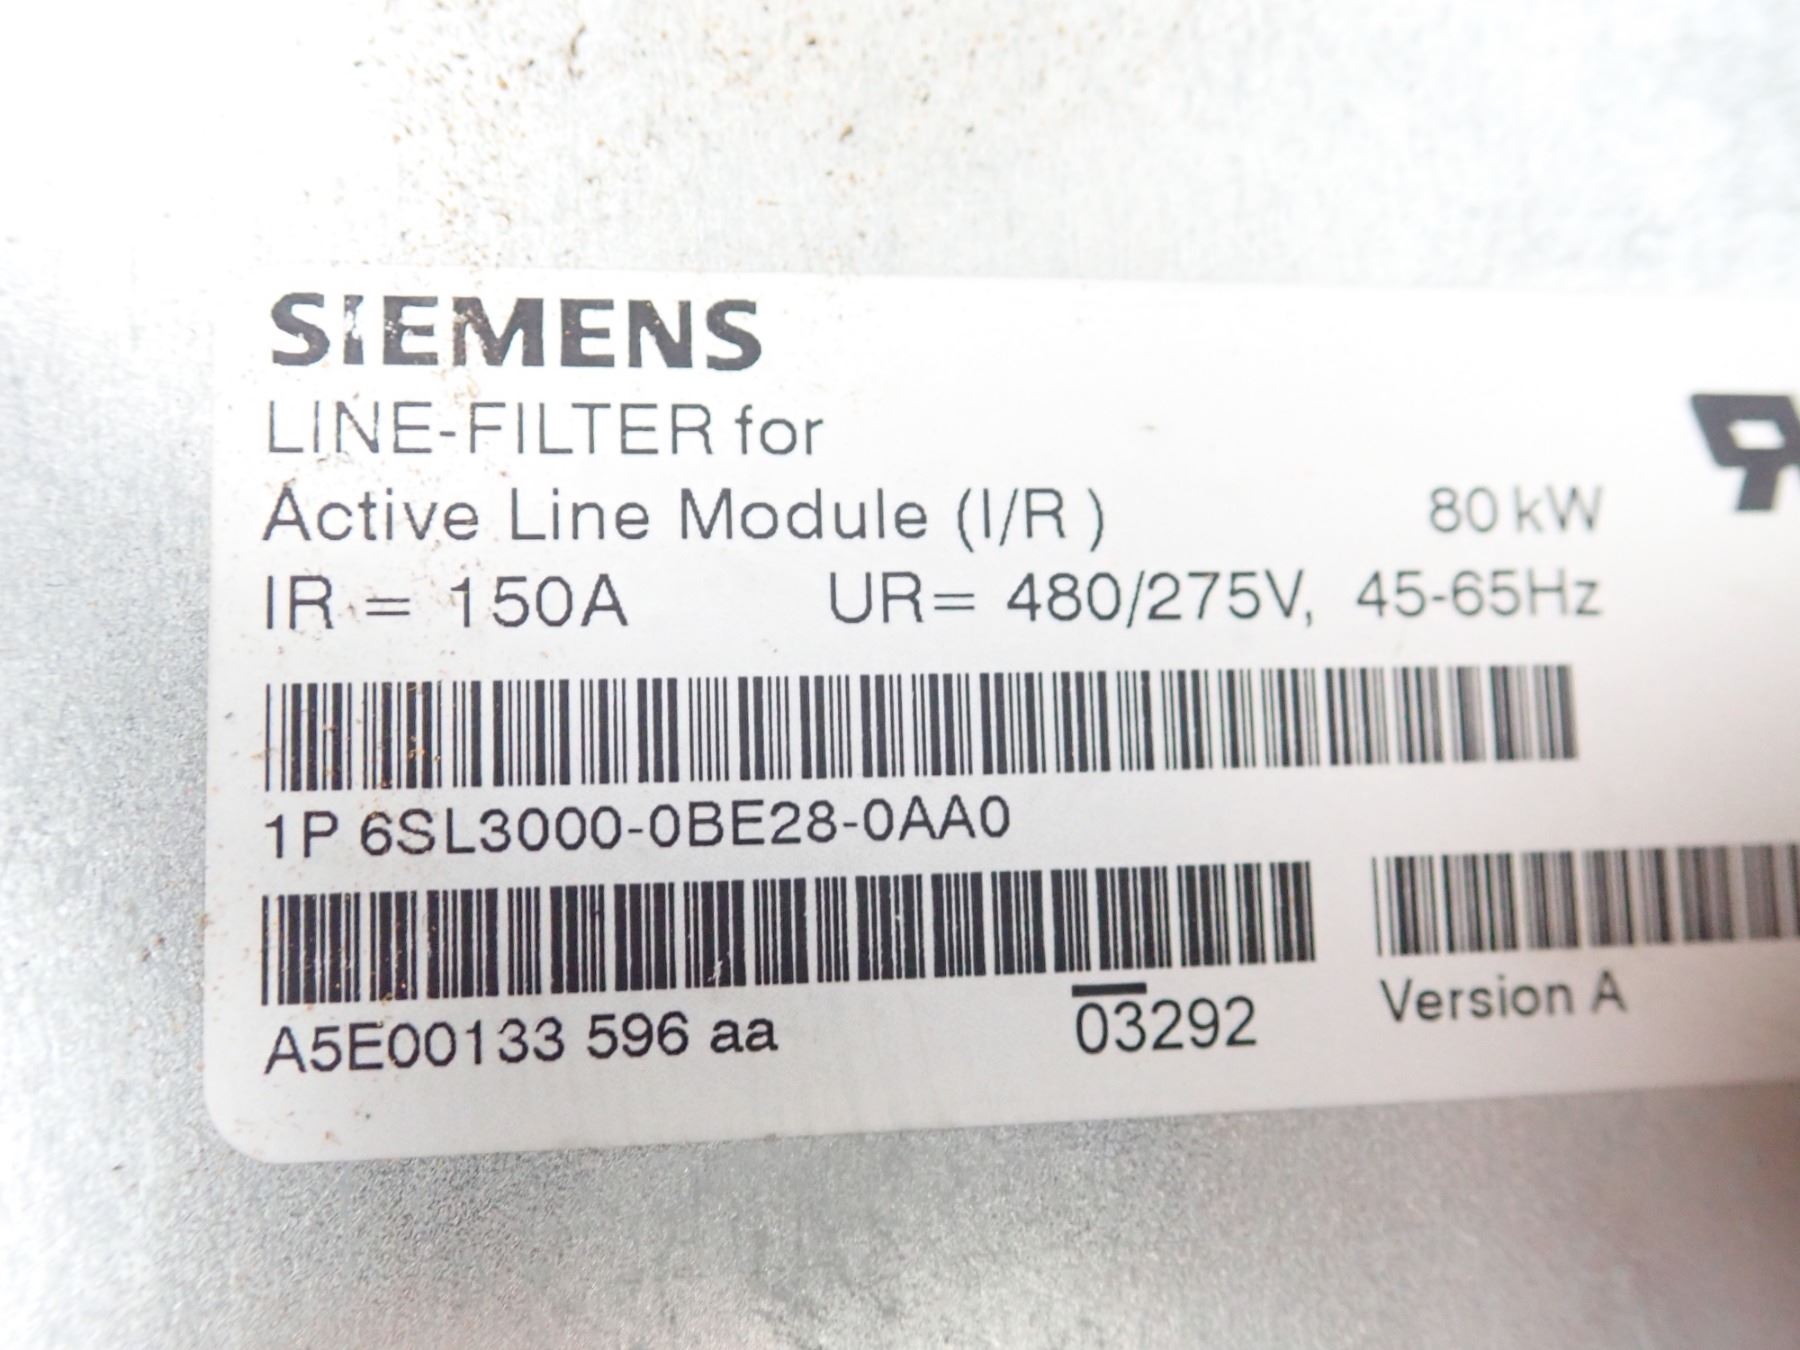 SIEMENS
LINE-FILTER for
Active Line Module (I/R ) 80 kW
IR = 150A UR= 480/275V, 45-65Hz
1P 6SL3000-0BE28-0AA0
A5E00133 596 aa 03292 Version A